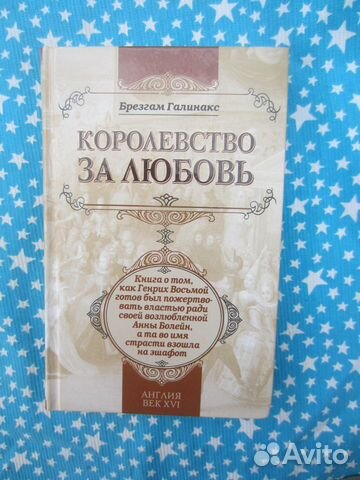 Брезгам Галинакс
КОРОЛЕВСТВО
ЗА ЛЮБОВЬ
Книга о том,
как Генрих Восьмой
готов был пожертво-
вать властью ради
своей возлюбленной
Анны Болейн,
а та во имя
страсти взошла
на эшафот
АНГЛИЯ
ВЕК XVI
Avito